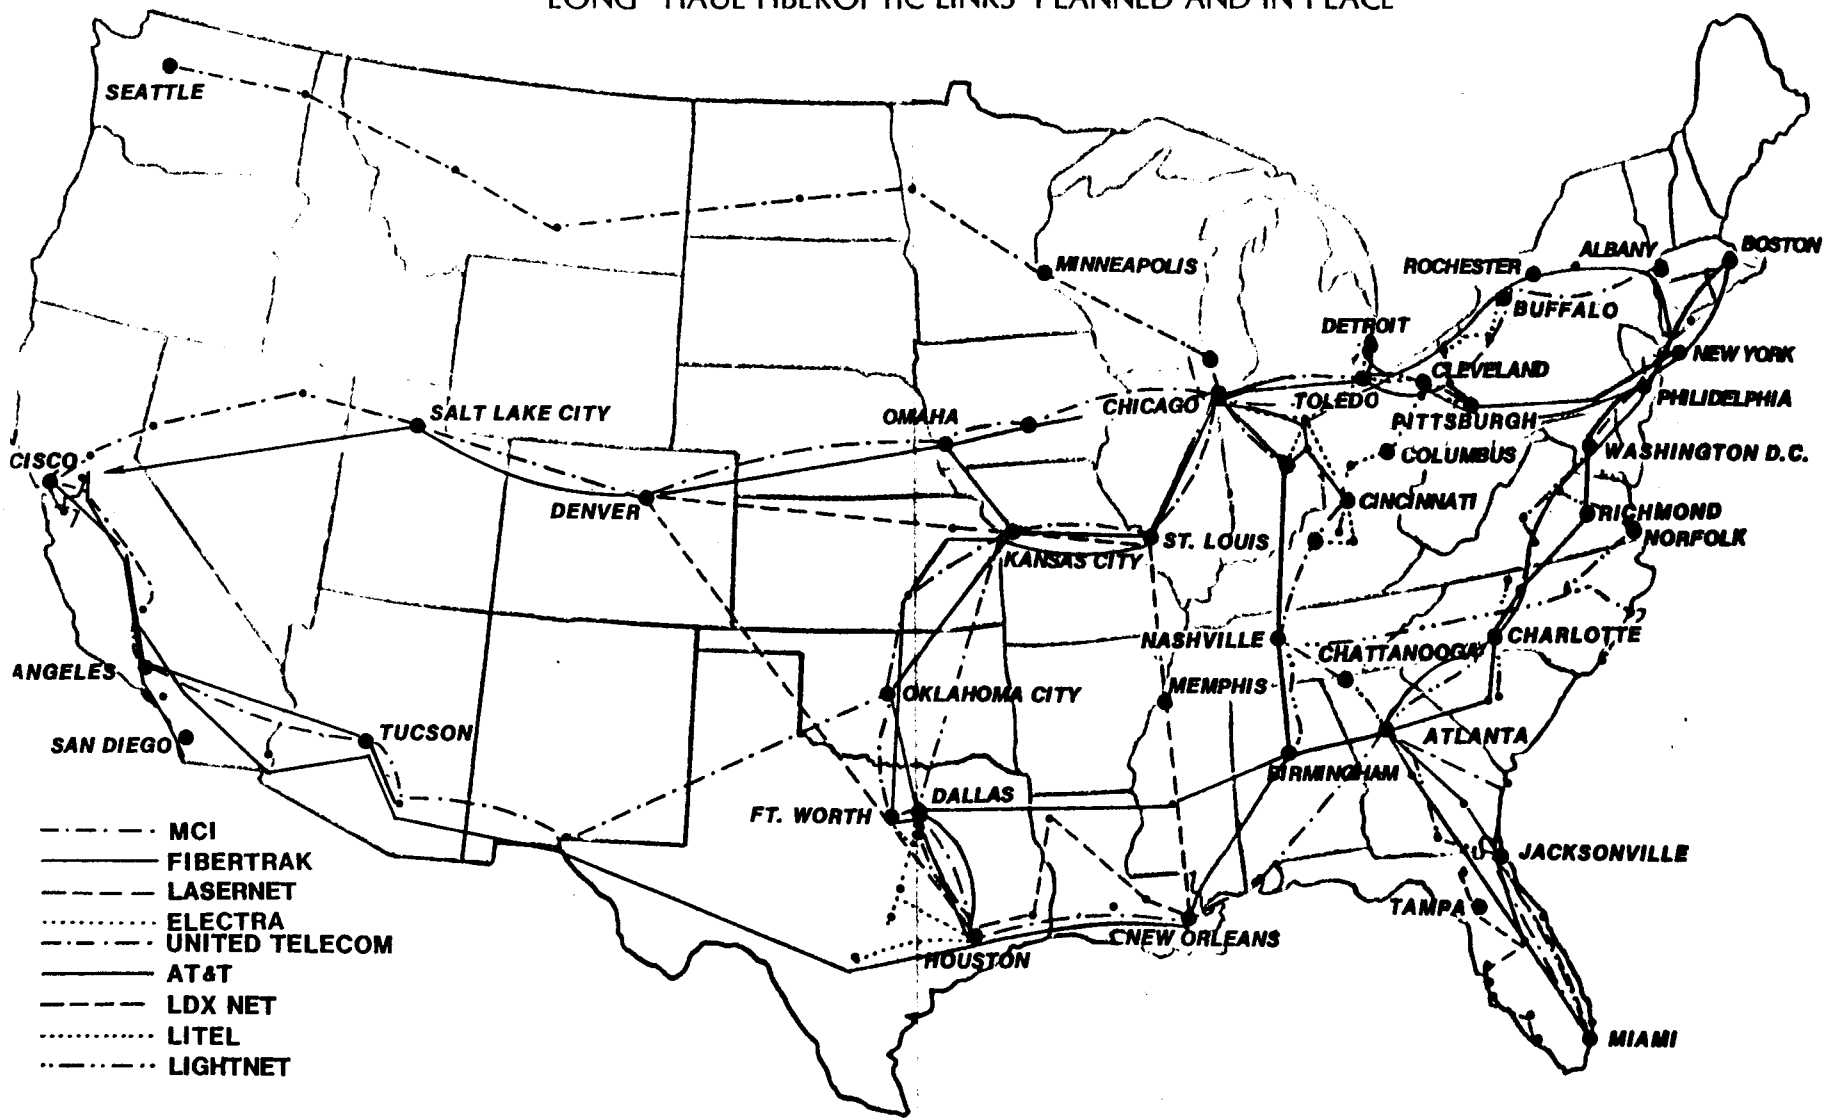 LONG HAUL FIBEROPTIC LINKS PLANNED AND IN PLACE
SEATTLE
MINNEAPOLIS
ROCHESTER
ALBANY
BOSTON
BUFFALO
DETROIT
NEW YORK
CLEVELAND
SALT LAKE CITY
OMAHA
CHICAGO
TOLEDO
PITTSBURGH
PHILIDELPHIA
CISCO
COLUMBUS
WASHINGTON D.C.
DENVER
CINCINNATI
RICHMOND
NORFOLK
KANSAS CITY
ST. LOUIS
NASHVILLE
CHATTANOOGA
CHARLOTTE
ANGELES
OKLAHOMA CITY
MEMPHIS
SAN DIEGO
TUCSON
ATLANTA
BIRMINGHAM
DALLAS
FT. WORTH
JACKSONVILLE
TAMPA
NEW ORLEANS
HOUSTON
MIAMI
MCI
FIBERTRAK
LASERNET
ELECTRA
UNITED TELECOM
AT&T
LDX NET
LITEL
LIGHTNET